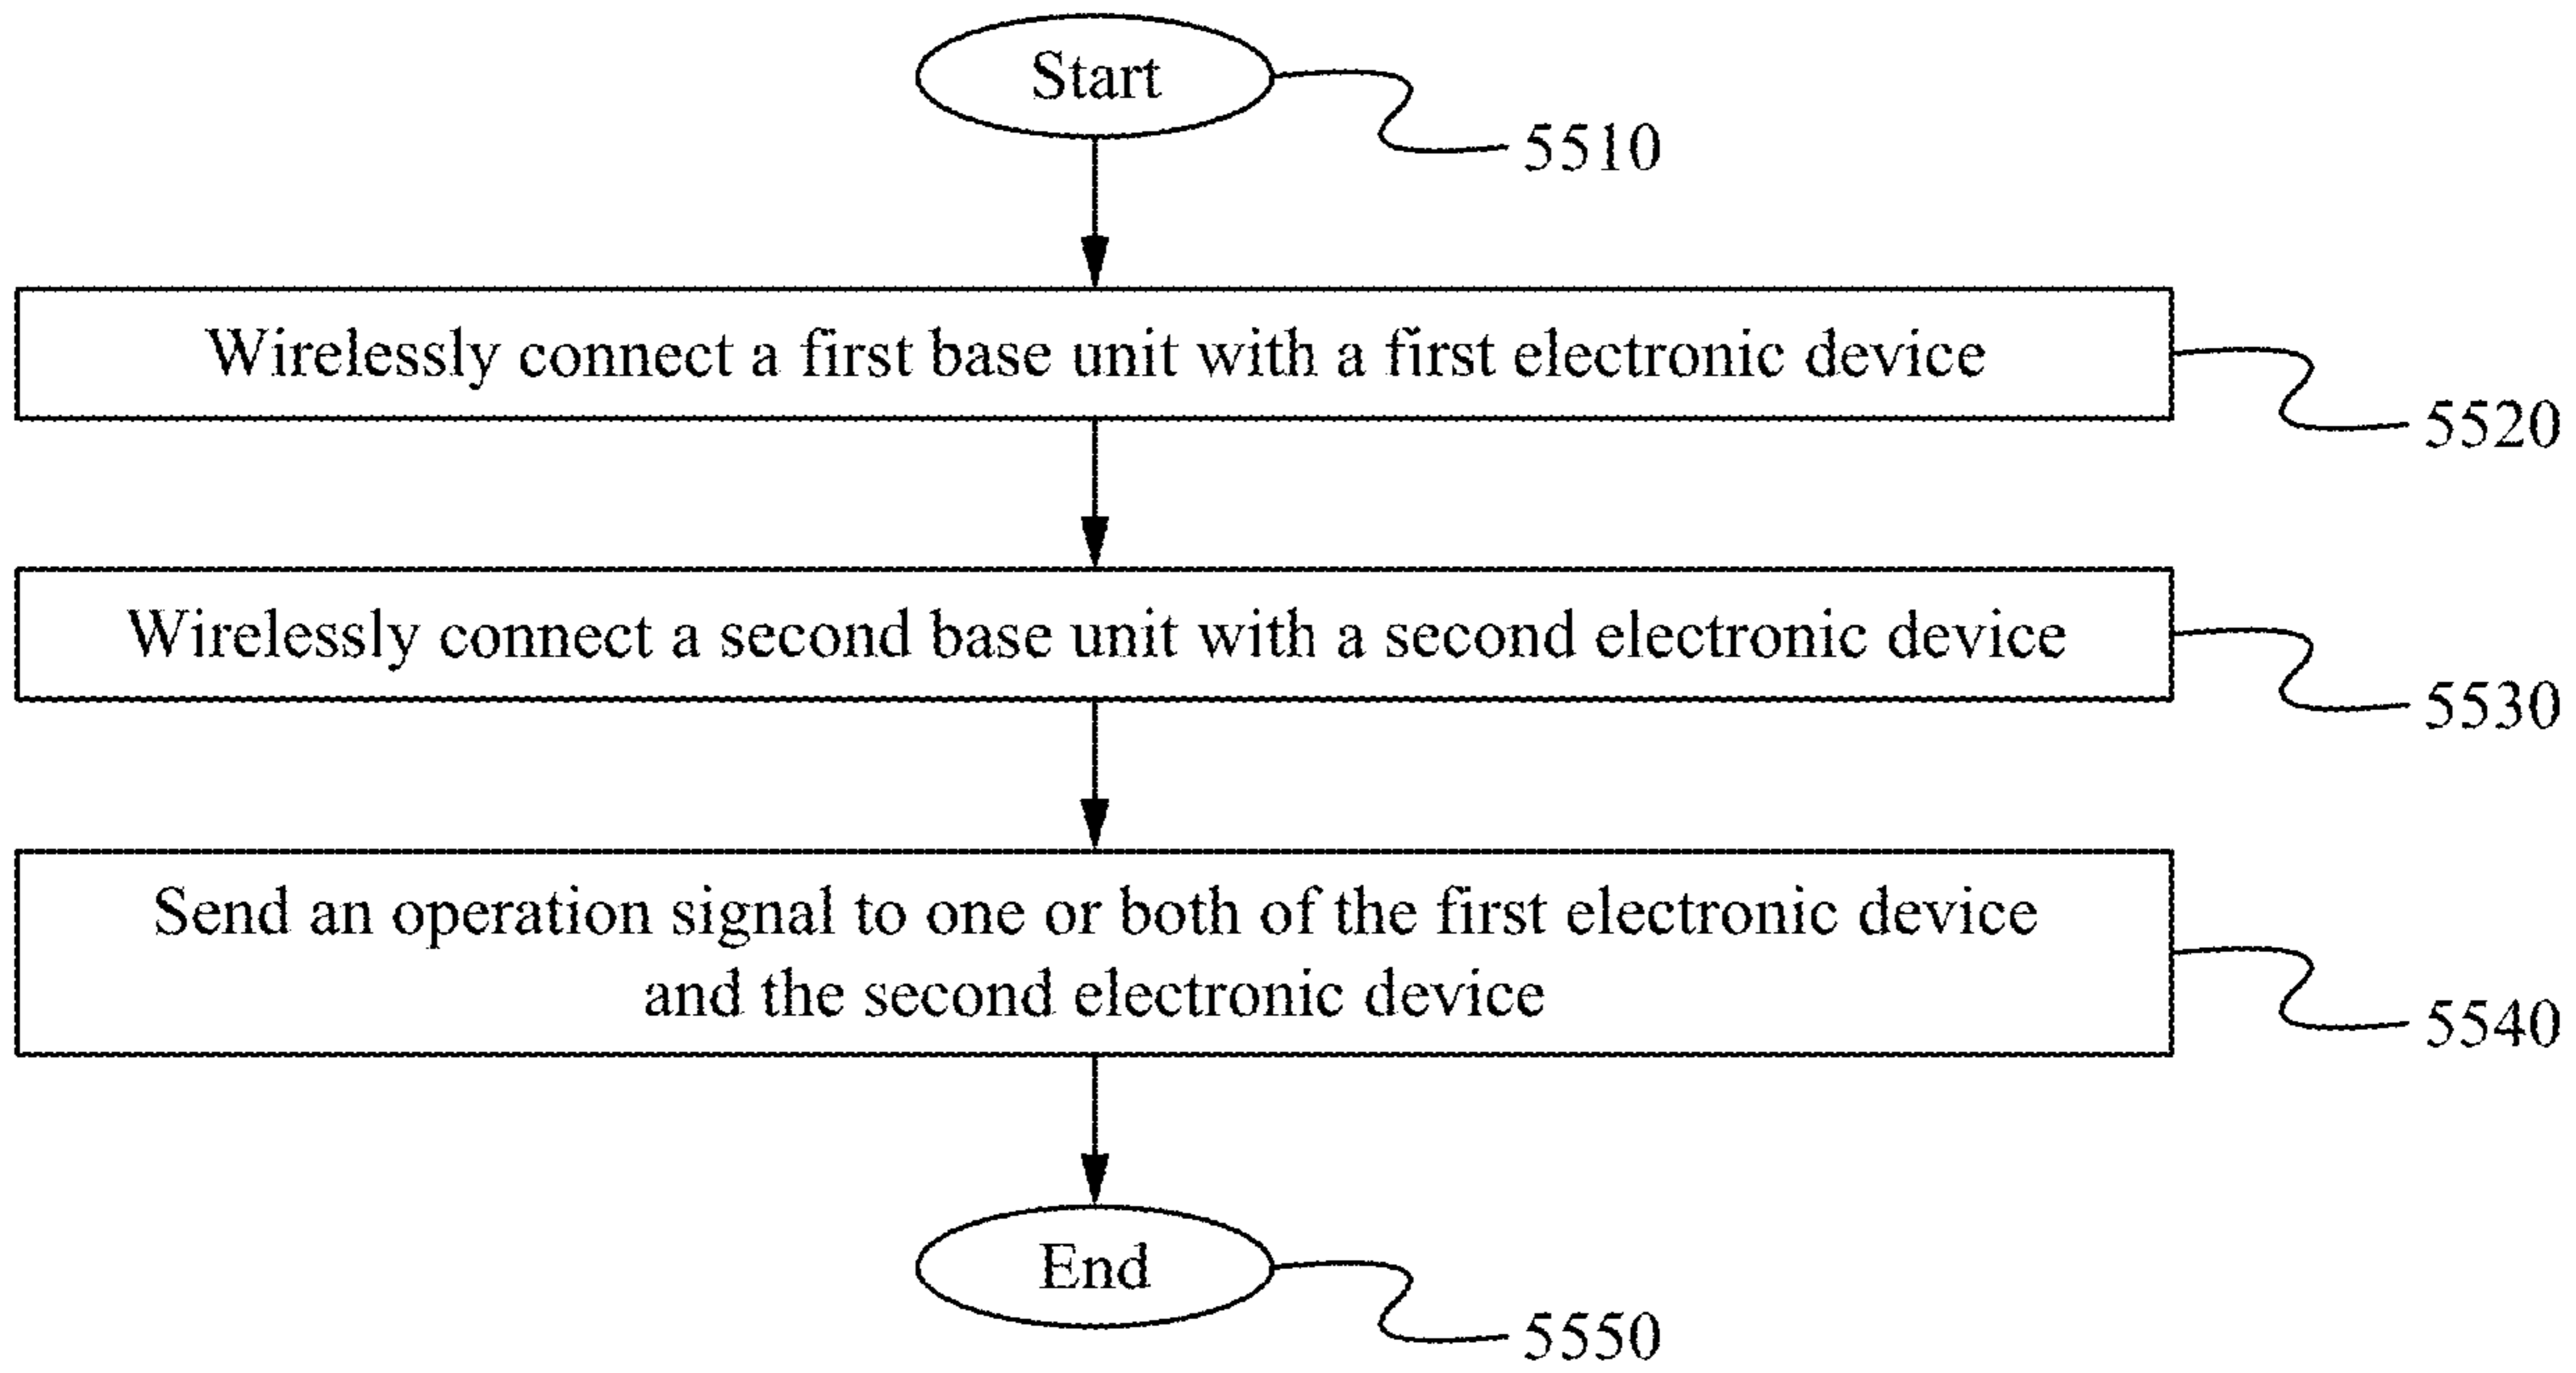 Start
5510
Wirelessly connect a first base unit with a first electronic device
5520
Wirelessly connect a second base unit with a second electronic device
5530
Send an operation signal to one or both of the first electronic device
and the second electronic device
5540
End
5550